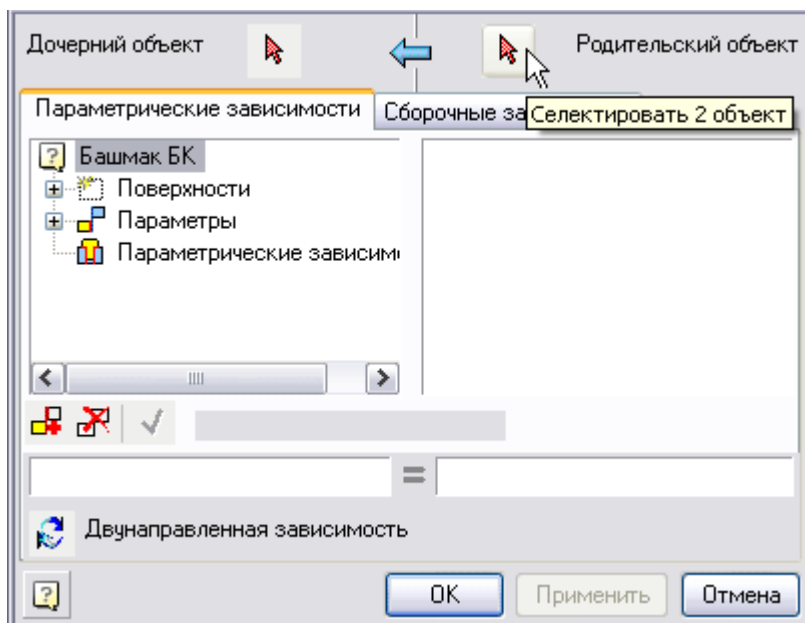 Дочерний объект
Родительский объект
Параметрические зависимости
Сборочные за
Селектировать 2 объект
Башмак БК
Поверхности
Параметры
Параметрические зависим
=
Двунаправленная зависимость
OK
Применить
Отмена